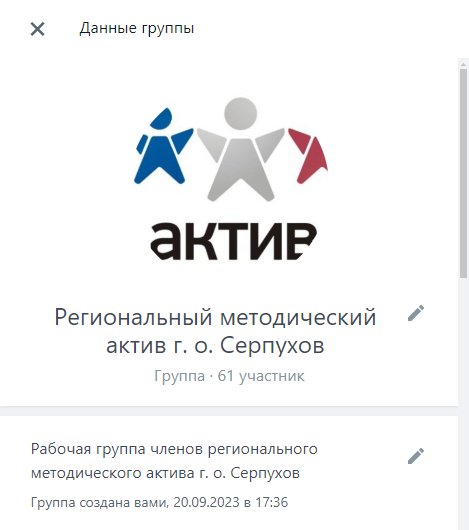 Данные группы
актив
Региональный методический
актив г. о. Серпухов
Группа · 61 участник
Рабочая группа членов регионального
методического актива г. о. Серпухов
Группа создана вами, 20.09.2023 в 17:36